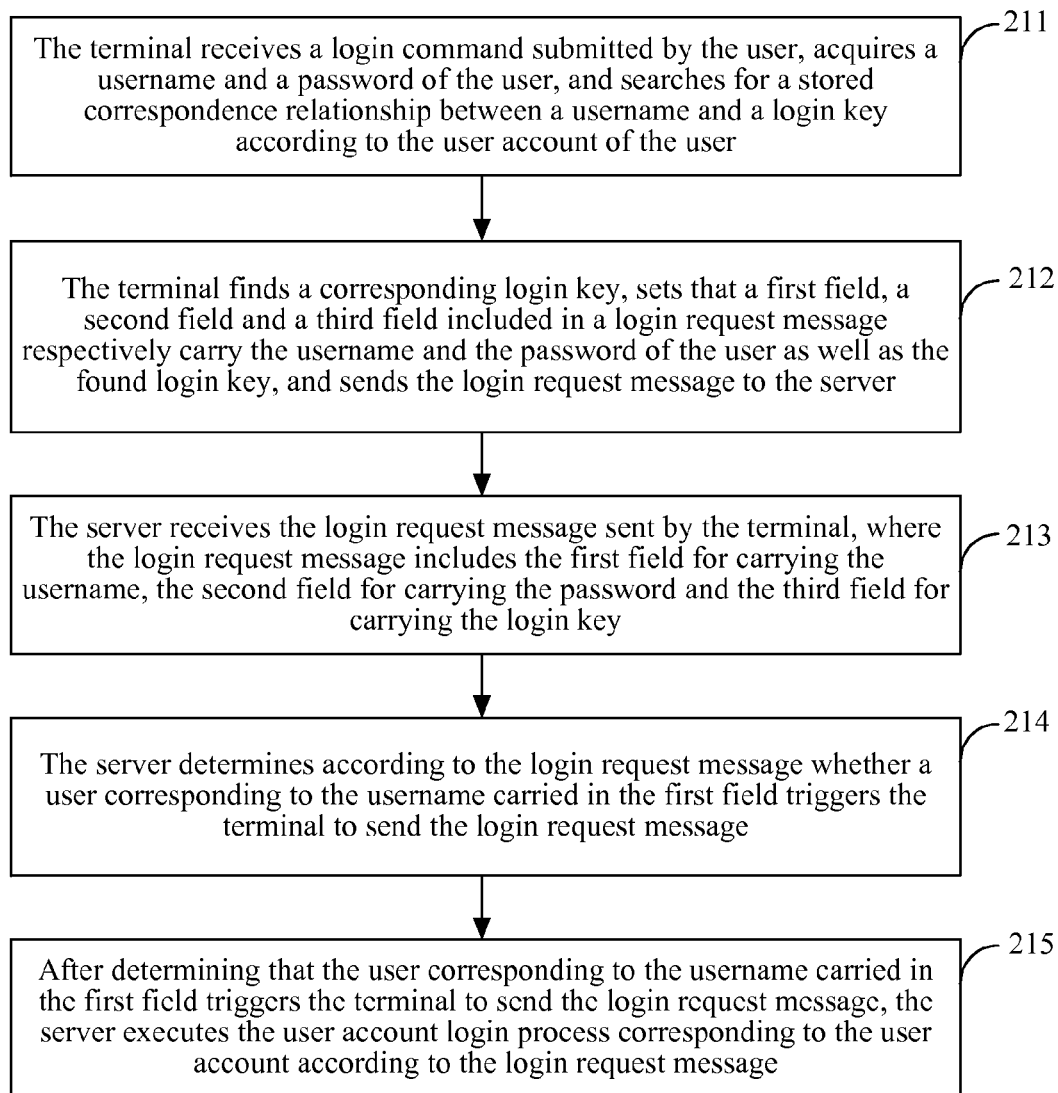 211
The terminal receives a login command submitted by the user, acquires a
username and a password of the user, and searches for a stored
correspondence relationship between a username and a login key
according to the user account of the user
212
The terminal finds a corresponding login key, sets that a first field, a
second field and a third field included in a login request message
respectively carry the username and the password of the user as well as the
found login key, and sends the login request message to the server
213
The server receives the login request message sent by the terminal, where
the login request message includes the first field for carrying the
username, the second field for carrying the password and the third field for
carrying the login key
214
The server determines according to the login request message whether a
user corresponding to the username carried in the first field triggers the
terminal to send the login request message
215
After determining that the user corresponding to the username carried in
the first field triggers the terminal to send the login request message, the
server executes the user account login process corresponding to the user
account according to the login request message